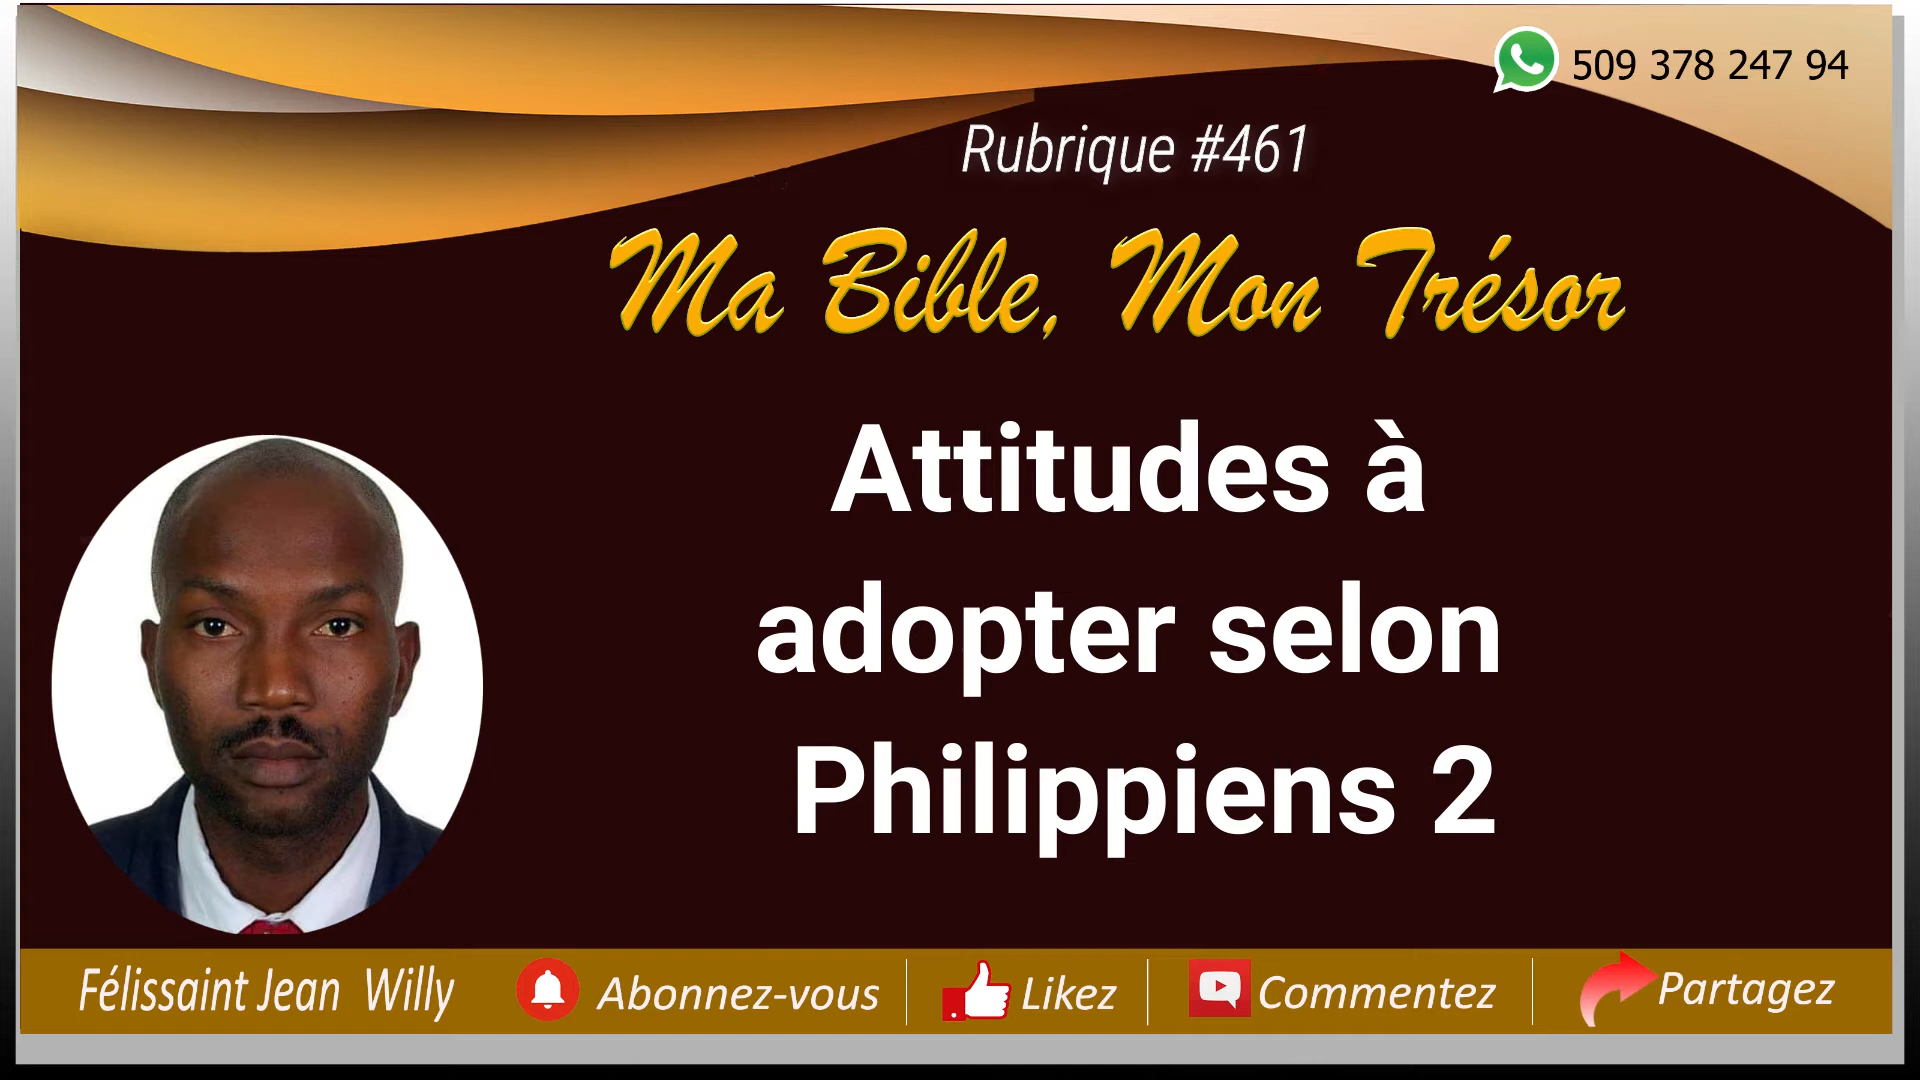 509 378 247 94
Rubrique #461
Ma Bible, Mon Trésor
Attitudes à
adopter selon
Philippiens 2
Félissaint Jean Willy
Abonnez-vous
Likez
Commentez
Partagez